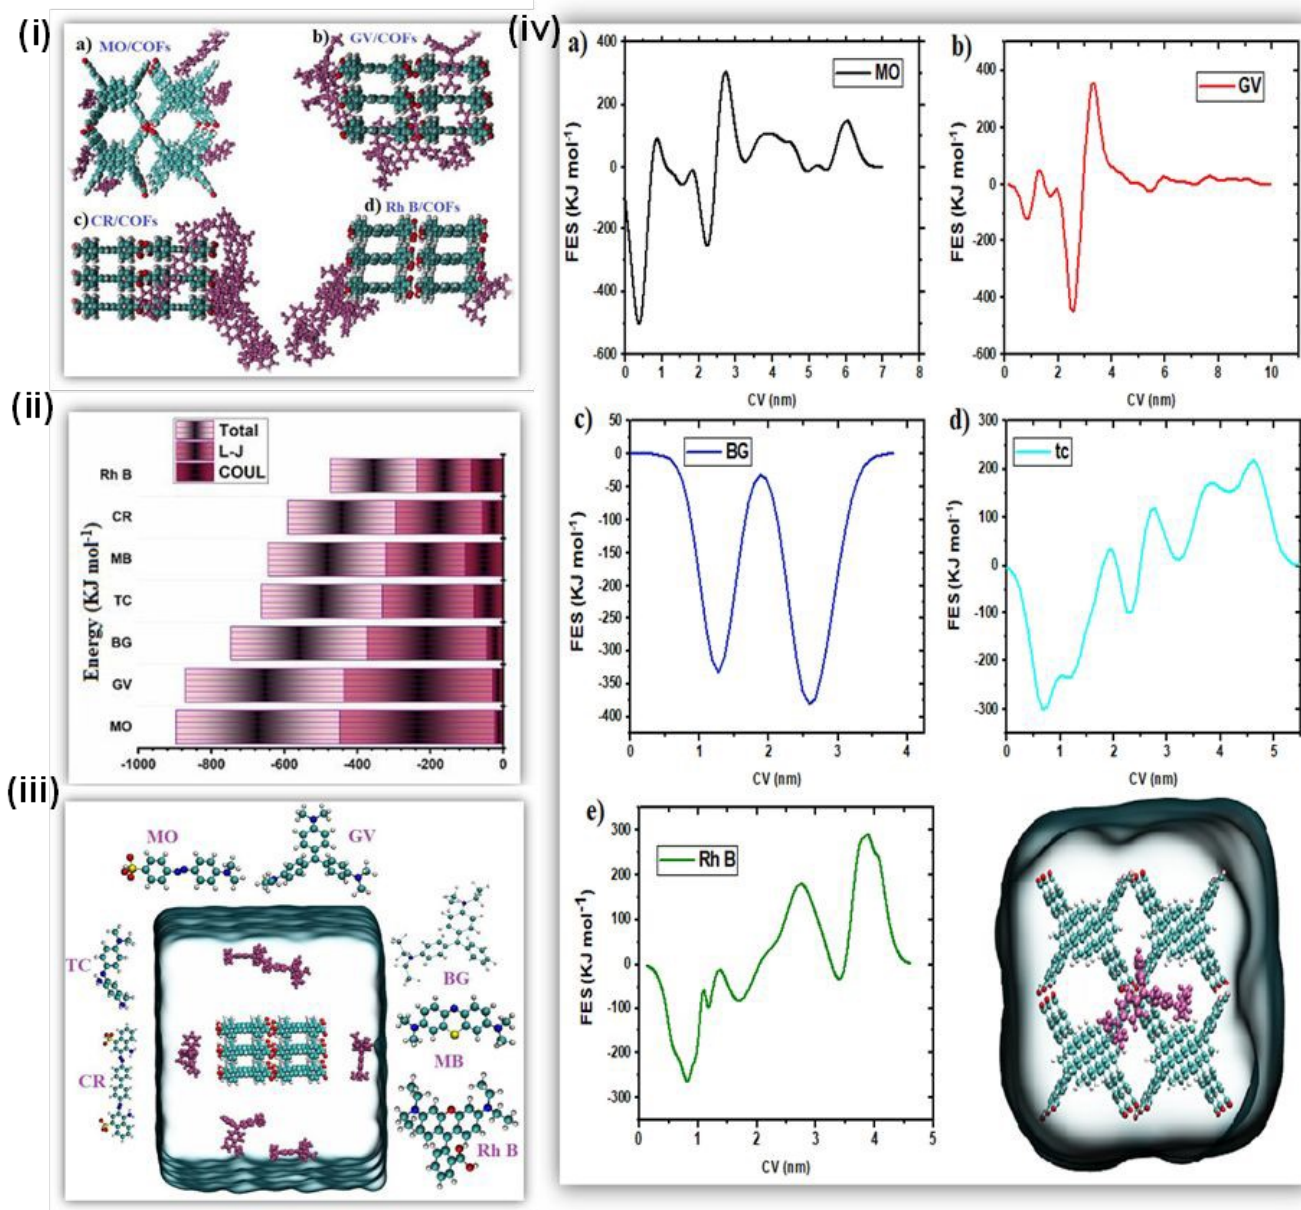 (i)
a) MO/COFs
b) GV/COFs
c) CR/COFs
d) Rh B/COFs
(ii)
Total
L-J
COUL
Energy (KJ mol⁻¹)
Rh B
CR
MB
TC
BG
GV
MO
-1000 -800 -600 -400 -200 0
(iii)
MO
GV
TC
BG
MB
CR
Rh B
(iv)
a)
MO
FES (KJ mol⁻¹)
400
200
0
-200
-400
-600
0 1 2 3 4 5 6 7 8
CV (nm)
b)
GV
FES (KJ mol⁻¹)
400
200
0
-200
-400
-600
0 2 4 6 8 10
CV (nm)
c)
BG
FES (KJ mol⁻¹)
50
0
-50
-100
-150
-200
-250
-300
-350
-400
0 1 2 3 4
CV (nm)
d)
tc
FES (KJ mol⁻¹)
300
200
100
0
-100
-200
-300
0 1 2 3 4 5
CV (nm)
e)
Rh B
FES (KJ mol⁻¹)
300
200
100
0
-100
-200
-300
0 1 2 3 4 5
CV (nm)